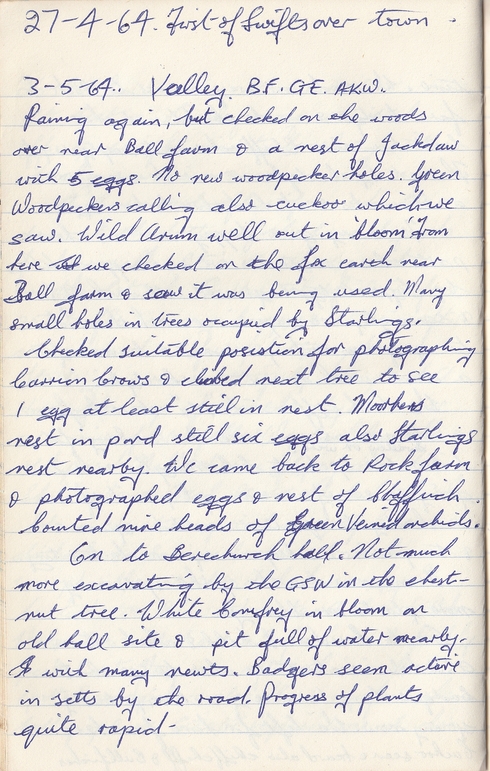 27-4-64. First of Swifts over town.
3-5-64.. Valley. B.F. GE. A.K.W.
Raining again, but checked on the woods
over near Ball farm & a nest of Jackdaw
with 5 eggs. No new woodpecker holes. Green
Woodpeckers calling also cuckoo which we
saw. Wild Arum well out in 'bloom' From
here we checked on the fox earth near
Ball farm & saw it was being used. Many
small holes in trees occupid by Starlings.
Checked suitable position for photographing
Carrion Crows & climbed next tree to see
1 egg at least still in nest. Moorhens
nest in pond still six eggs also Starlings
nest nearby. We came back to Rock farm
& photographed eggs & nest of
Counted nine heads of Green Veined orchids.
On to Berechurch hall. Not much
more excavating by the GSW in the chest-
nut tree. White Comfrey in bloom on
old hall site & pit full of water nearby.
with many newts. Badgers seem active
in setts by the road. Progress of plants
quite rapid-